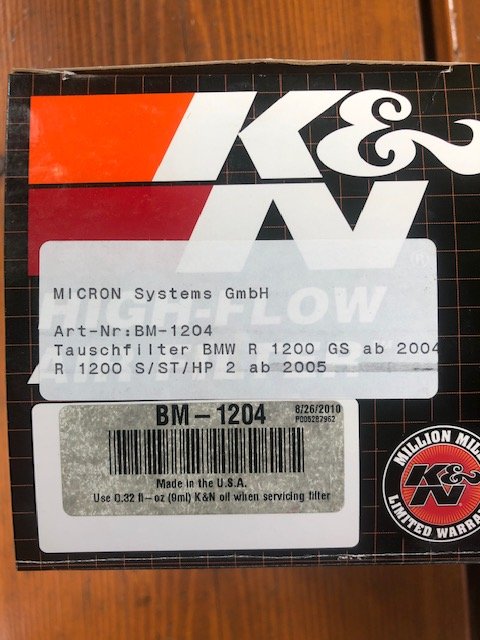 K&N
®
HIGH-FLOW
MICRON Systems GmbH
Art-Nr:BM-1204
Tauschfilter BMW R 1200 GS ab 2004
R 1200 S/ST/HP 2 ab 2005
BM-1204
8/26/2010
Made in the U.S.A.
Use 0.32 fl-oz (9ml) K&N oil when servicing filter
MILLION MIL
K&N
LIMITED WARRA